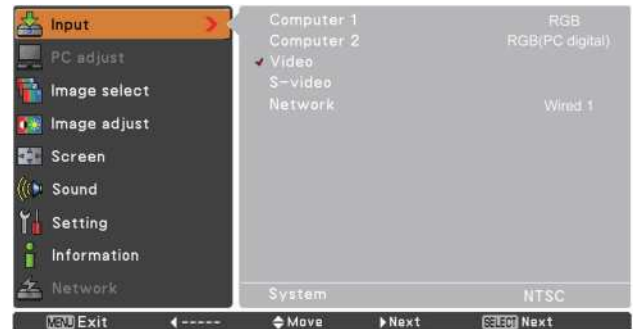 Input
PC adjust
Image select
Image adjust
Screen
Sound
Setting
Information
Network
Computer 1 RGB
Computer 2 RGB(PC digital)
Video
S-video
Network Wired 1
System NTSC
MENU Exit ----- Move Next SELECT Next